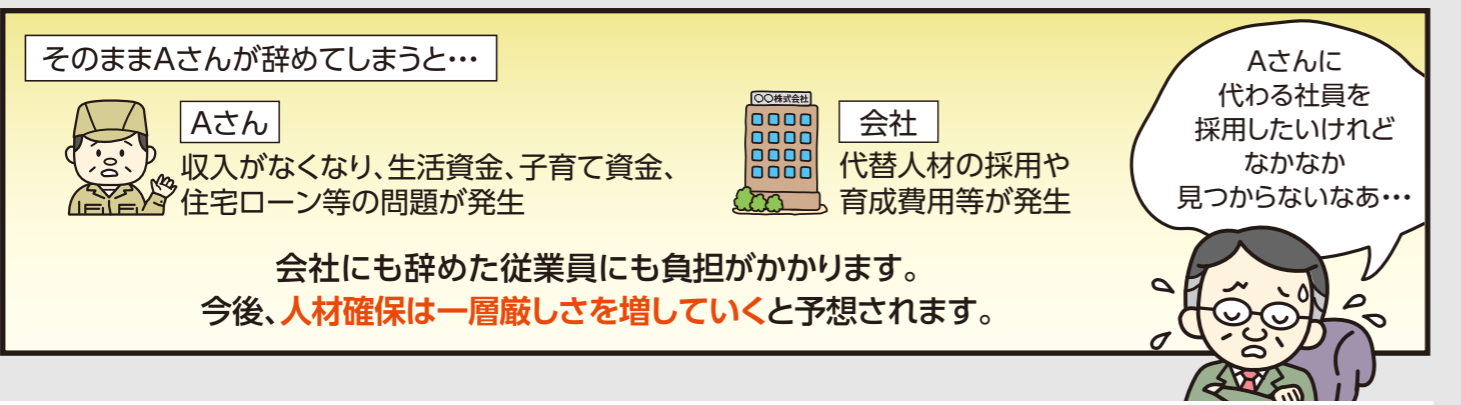 そのままAさんが辞めてしまうと…
Aさん
収入がなくなり、生活資金、子育て資金、
住宅ローン等の問題が発生
〇〇株式会社
会社
代替人材の採用や
育成費用等が発生
Aさんに
代わる社員を
採用したいけれど
なかなか
見つからないなあ…
会社にも辞めた従業員にも負担がかかります。
今後、人材確保は一層厳しさを増していくと予想されます。